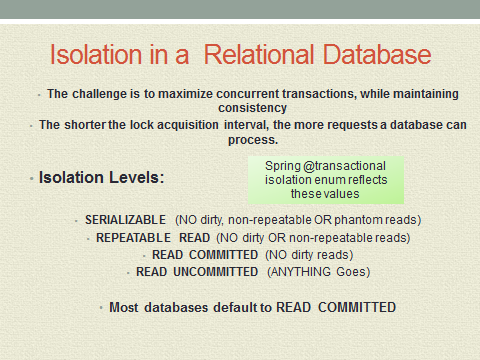 Isolation in a Relational Database
• The challenge is to maximize concurrent transactions, while maintaining
consistency
• The shorter the lock acquisition interval, the more requests a database can
process.
• Isolation Levels:
Spring @transactional
isolation enum reflects
these values
• SERIALIZABLE (NO dirty, non-repeatable OR phantom reads)
• REPEATABLE READ (NO dirty OR non-repeatable reads)
• READ COMMITTED (NO dirty reads)
• READ UNCOMMITTED (ANYTHING Goes)
• Most databases default to READ COMMITTED